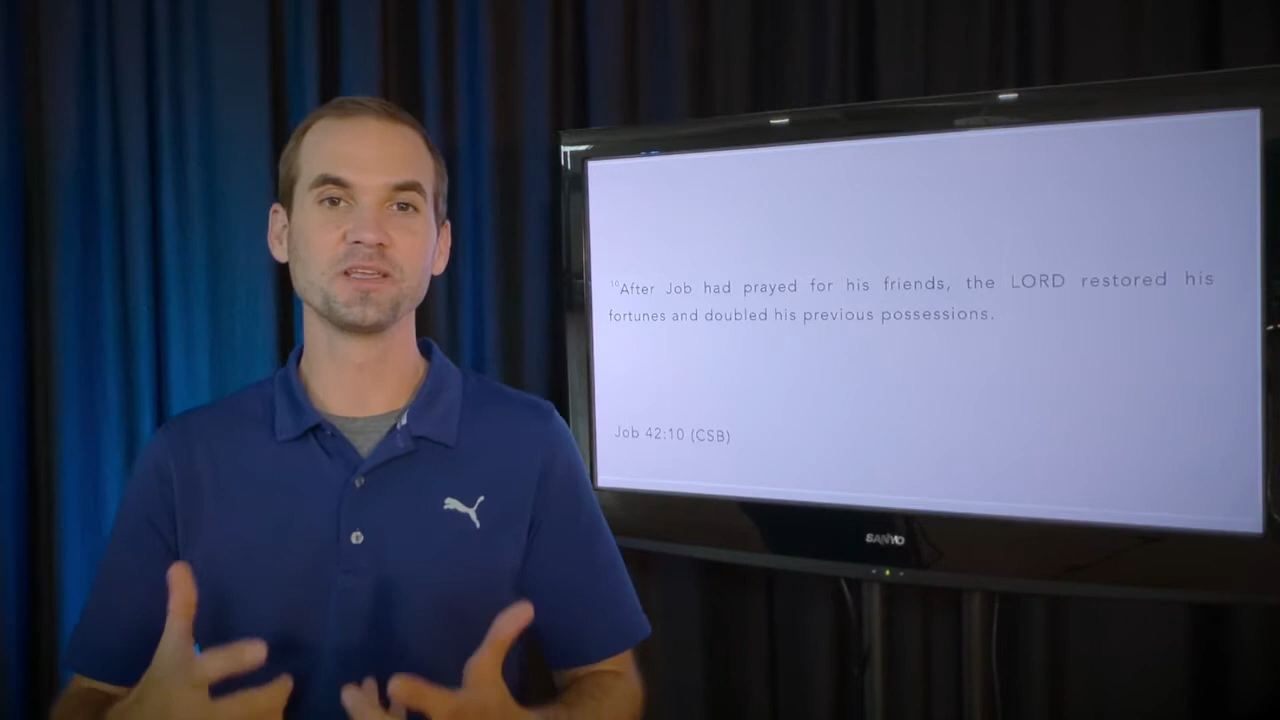 ¹⁰After Job had prayed for his friends, the LORD restored his
fortunes and doubled his previous possessions.
Job 42:10 (CSB)
SANYO